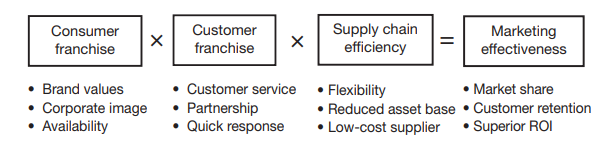 Consumer franchise × Customer franchise × Supply chain efficiency = Marketing effectiveness
• Brand values
• Corporate image
• Availability
• Customer service
• Partnership
• Quick response
• Flexibility
• Reduced asset base
• Low-cost supplier
• Market share
• Customer retention
• Superior ROI